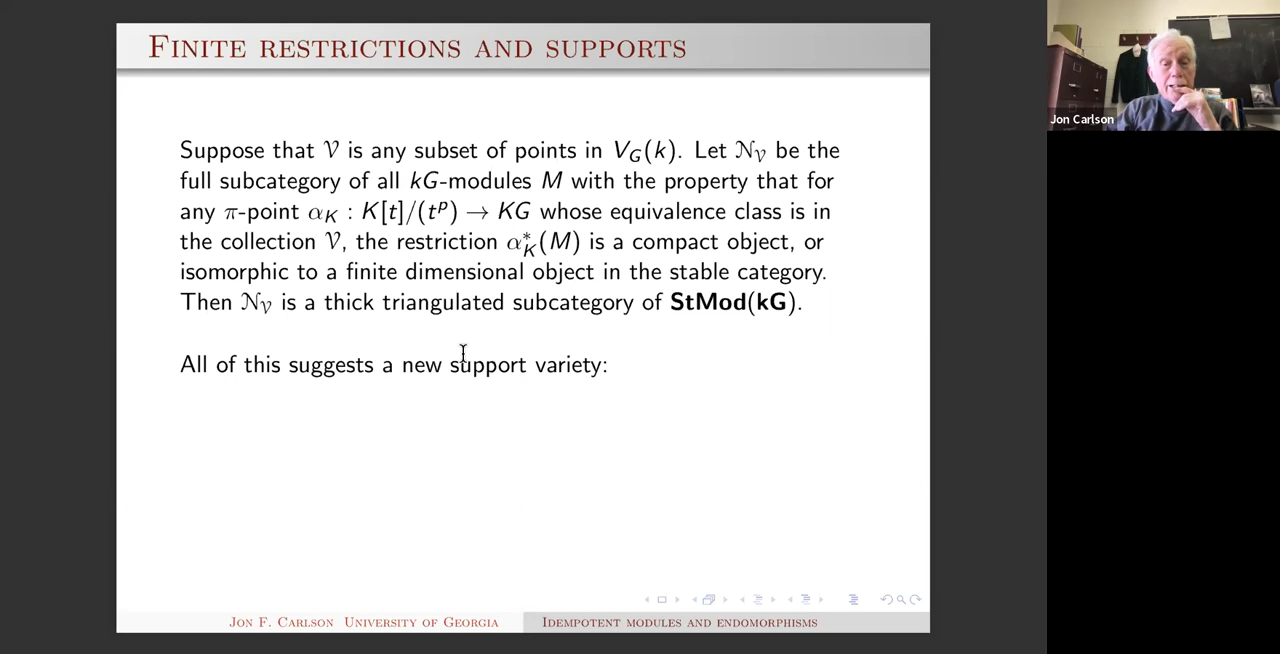 FINITE RESTRICTIONS AND SUPPORTS
Suppose that 𝒱 is any subset of points in V_G(k). Let 𝒩_𝒱 be the
full subcategory of all kG-modules M with the property that for
any π-point α_K : K[t]/(t^p) → KG whose equivalence class is in
the collection 𝒱, the restriction α*_K(M) is a compact object, or
isomorphic to a finite dimensional object in the stable category.
Then 𝒩_𝒱 is a thick triangulated subcategory of StMod(kG).
All of this suggests a new support variety:
JON F. CARLSON UNIVERSITY OF GEORGIA
IDEMPOTENT MODULES AND ENDOMORPHISMS
Jon Carlson